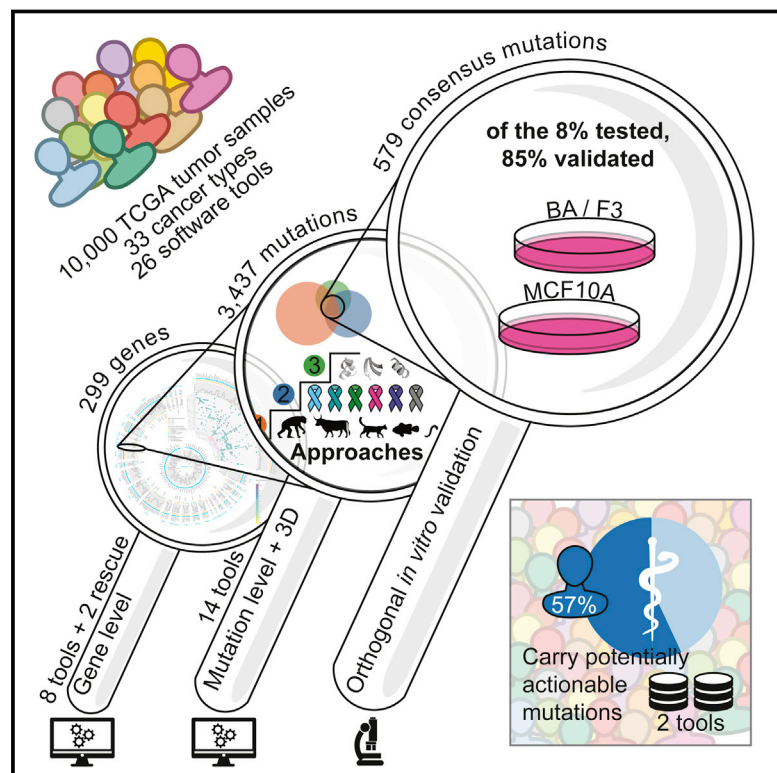 10,000 TCGA tumor samples
33 cancer types
26 software tools
299 genes
3,437 mutations
579 consensus mutations
of the 8% tested,
85% validated
BA / F3
MCF10A
3
2
1
Approaches
8 tools + 2 rescue
Gene level
14 tools
Mutation level + 3D
Orthogonal in vitro validation
57%
Carry potentially
actionable
mutations
2 tools